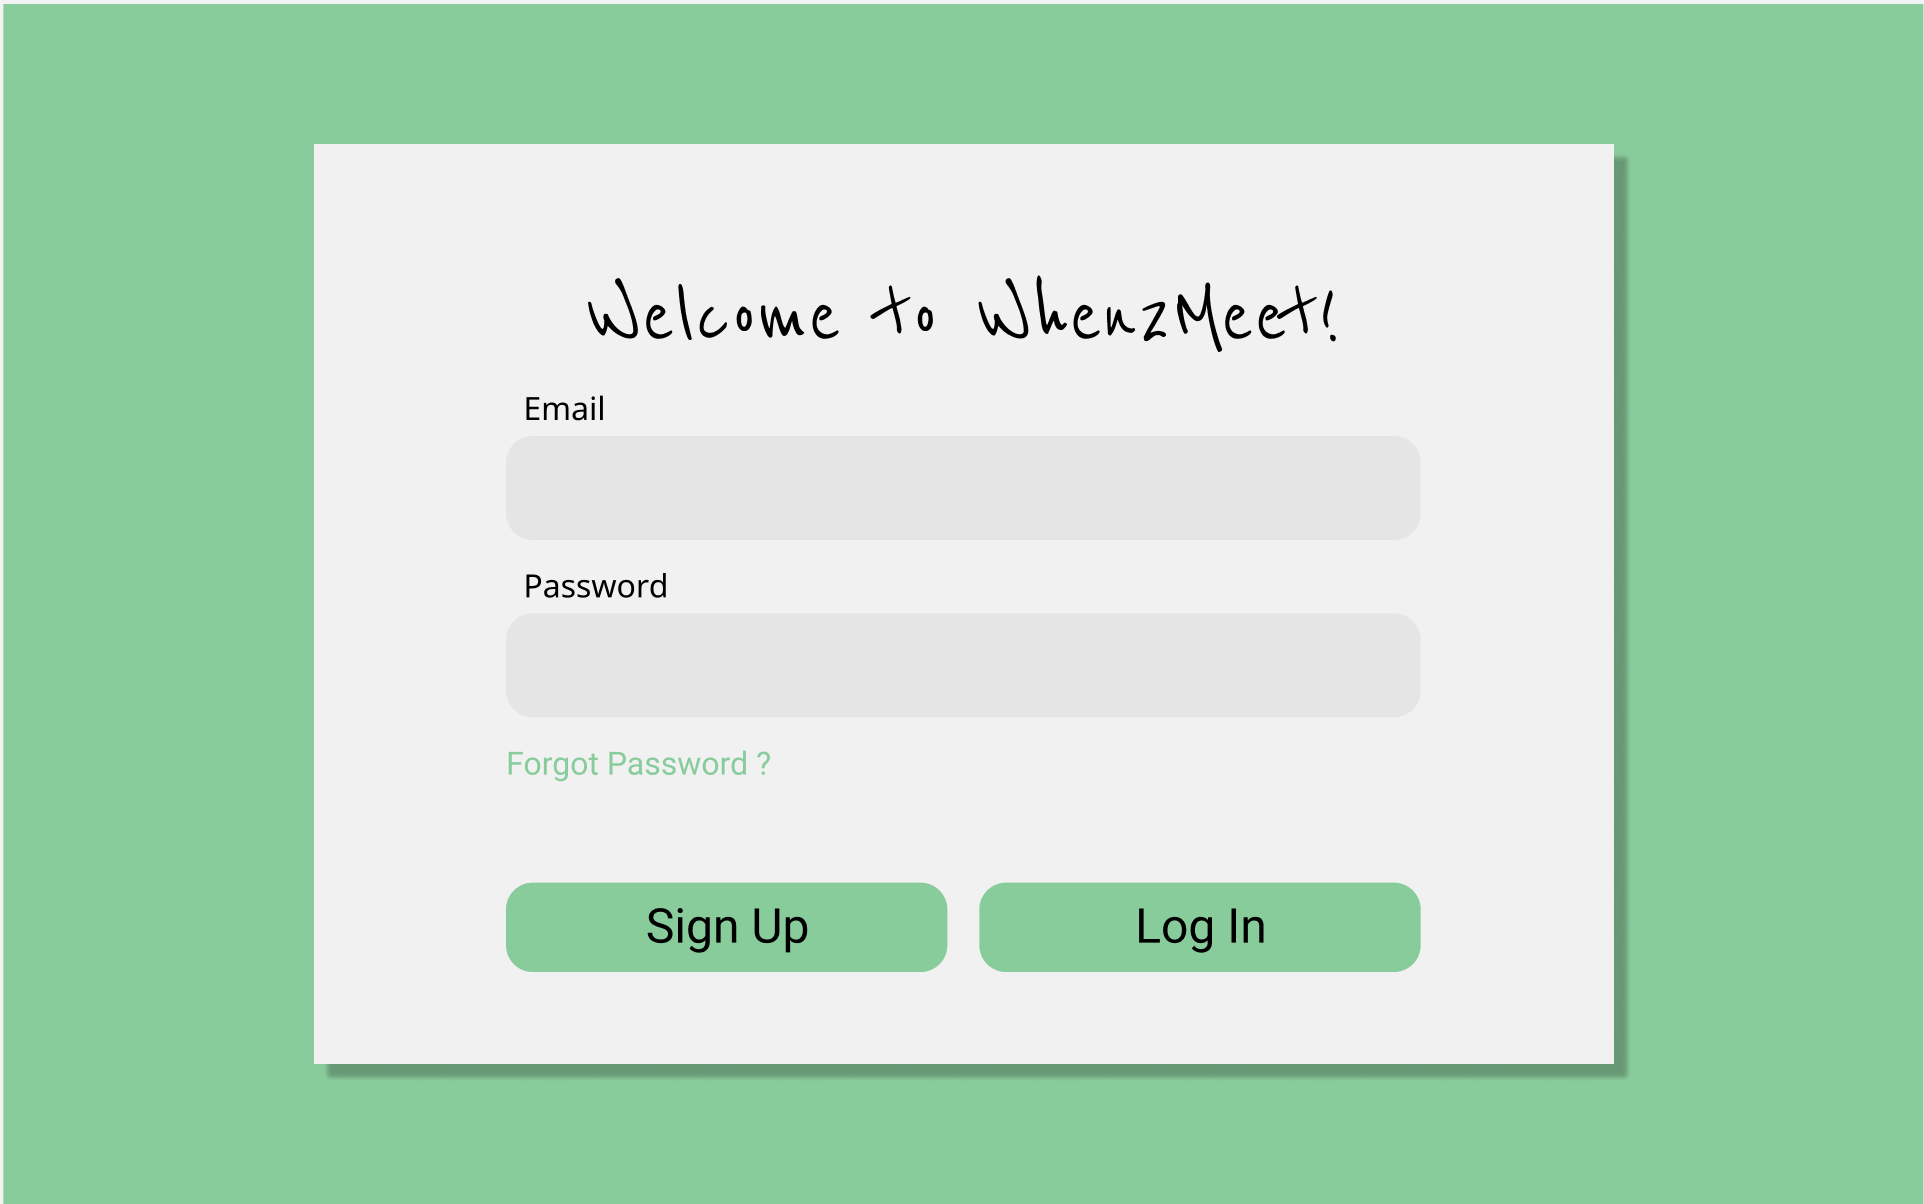 Welcome to WhenzMeet!
Email
Password
Forgot Password ?
Sign Up
Log In